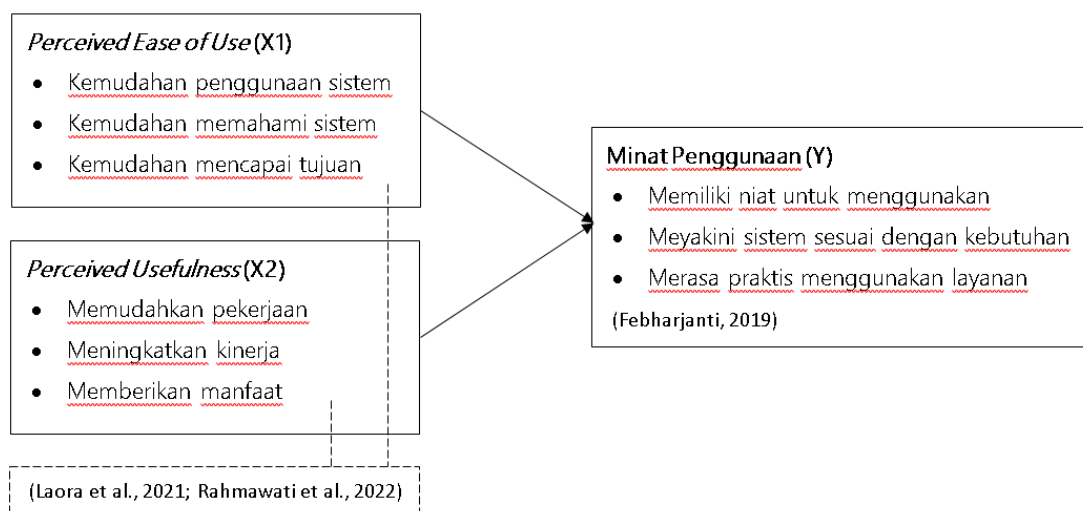 Perceived Ease of Use (X1)
• Kemudahan penggunaan sistem
• Kemudahan memahami sistem
• Kemudahan mencapai tujuan
Perceived Usefulness (X2)
• Memudahkan pekerjaan
• Meningkatkan kinerja
• Memberikan manfaat
(Laora et al., 2021; Rahmawati et al., 2022)
Minat Penggunaan (Y)
• Memiliki niat untuk menggunakan
• Meyakini sistem sesuai dengan kebutuhan
• Merasa praktis menggunakan layanan
(Febharjanti, 2019)